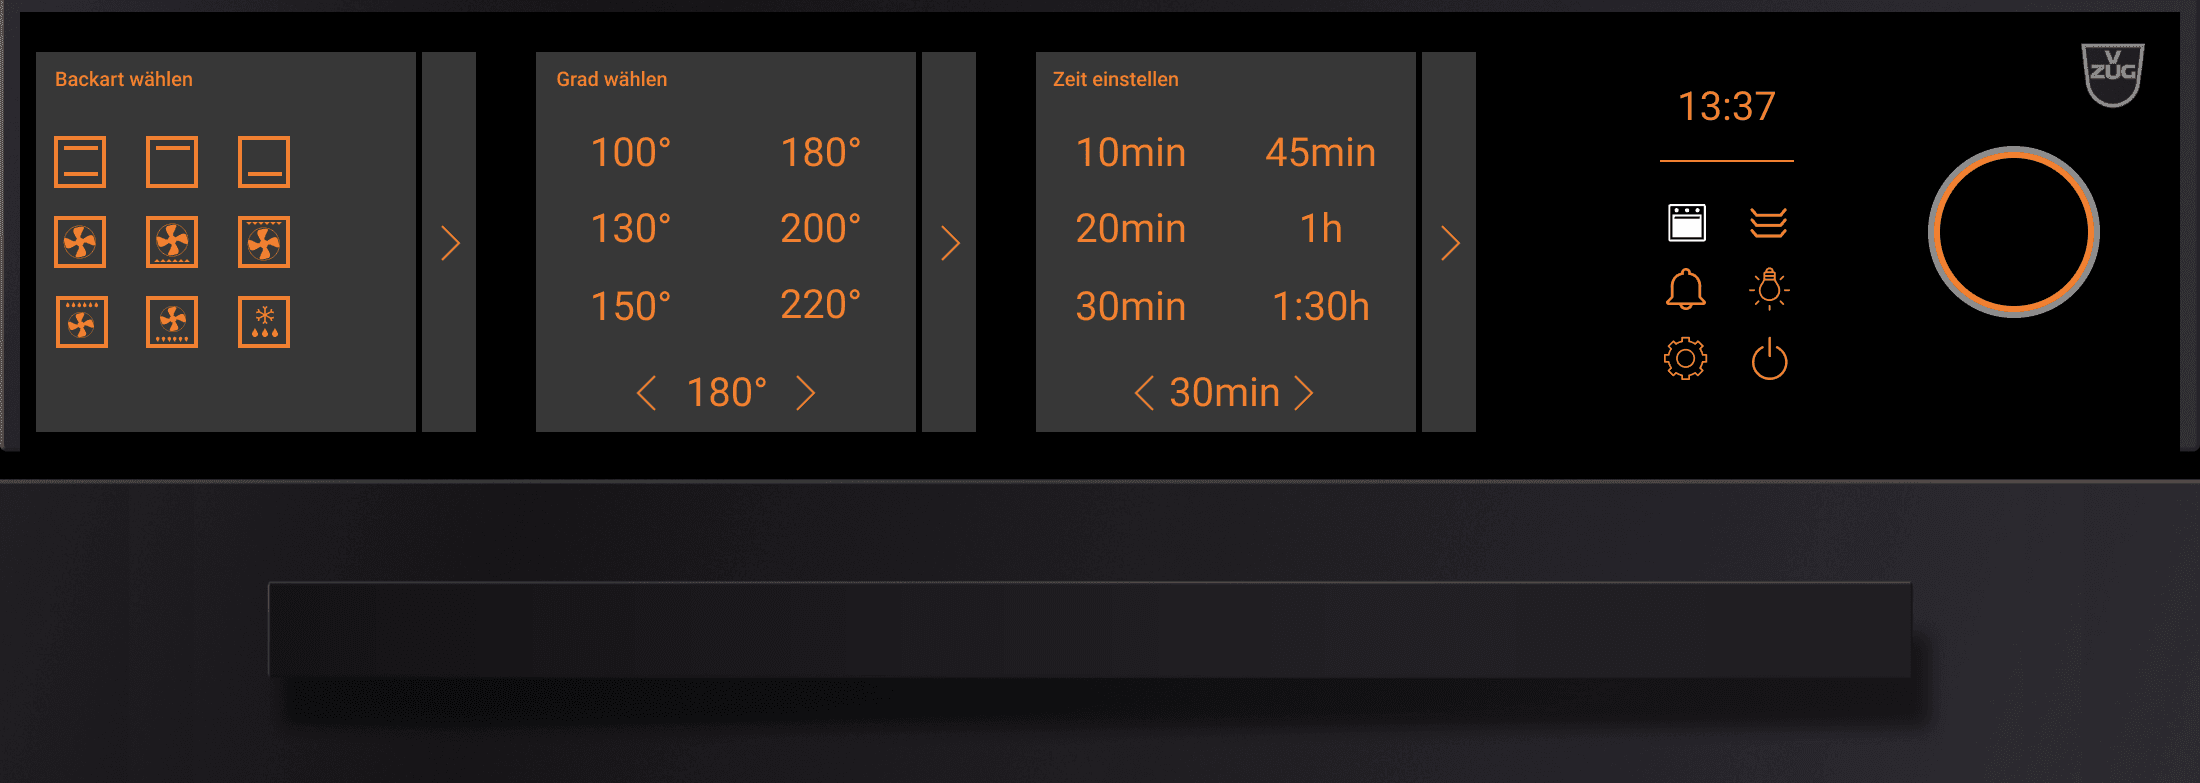 Backart wählen
Grad wählen
100° 180°
130° 200°
150° 220°
180°
Zeit einstellen
10min 45min
20min 1h
30min 1:30h
30min
13:37
V
ZUG